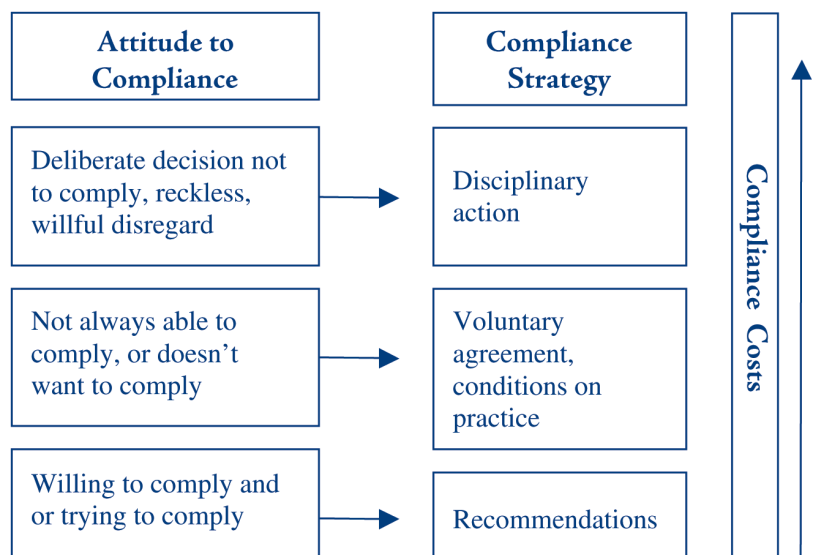 Attitude to
Compliance
Compliance
Strategy
Deliberate decision not
to comply, reckless,
willful disregard
Disciplinary
action
Not always able to
comply, or doesn’t
want to comply
Voluntary
agreement,
conditions on
practice
Willing to comply and
or trying to comply
Recommendations
Compliance Costs